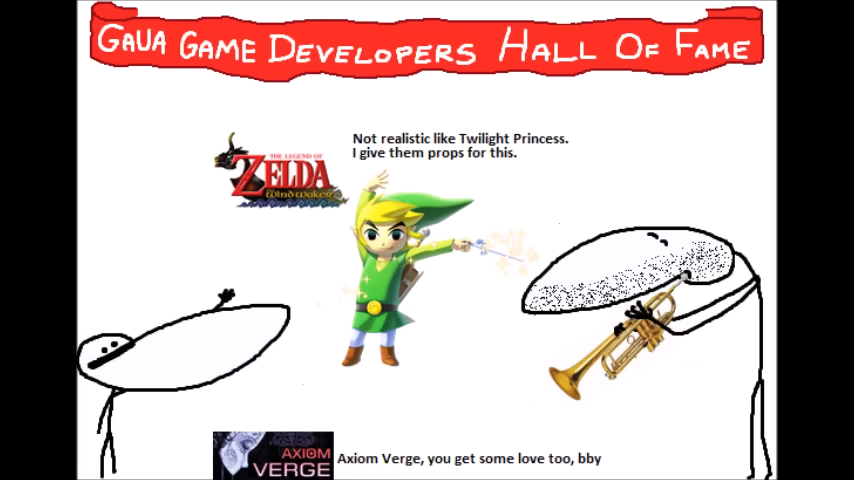 GAUA GAME DEVELOPERS HALL OF FAME
Not realistic like Twilight Princess.
I give them props for this.
THE LEGEND OF
ZELDA
WIND WAKER
AXIOM
VERGE
Axiom Verge, you get some love too, bby